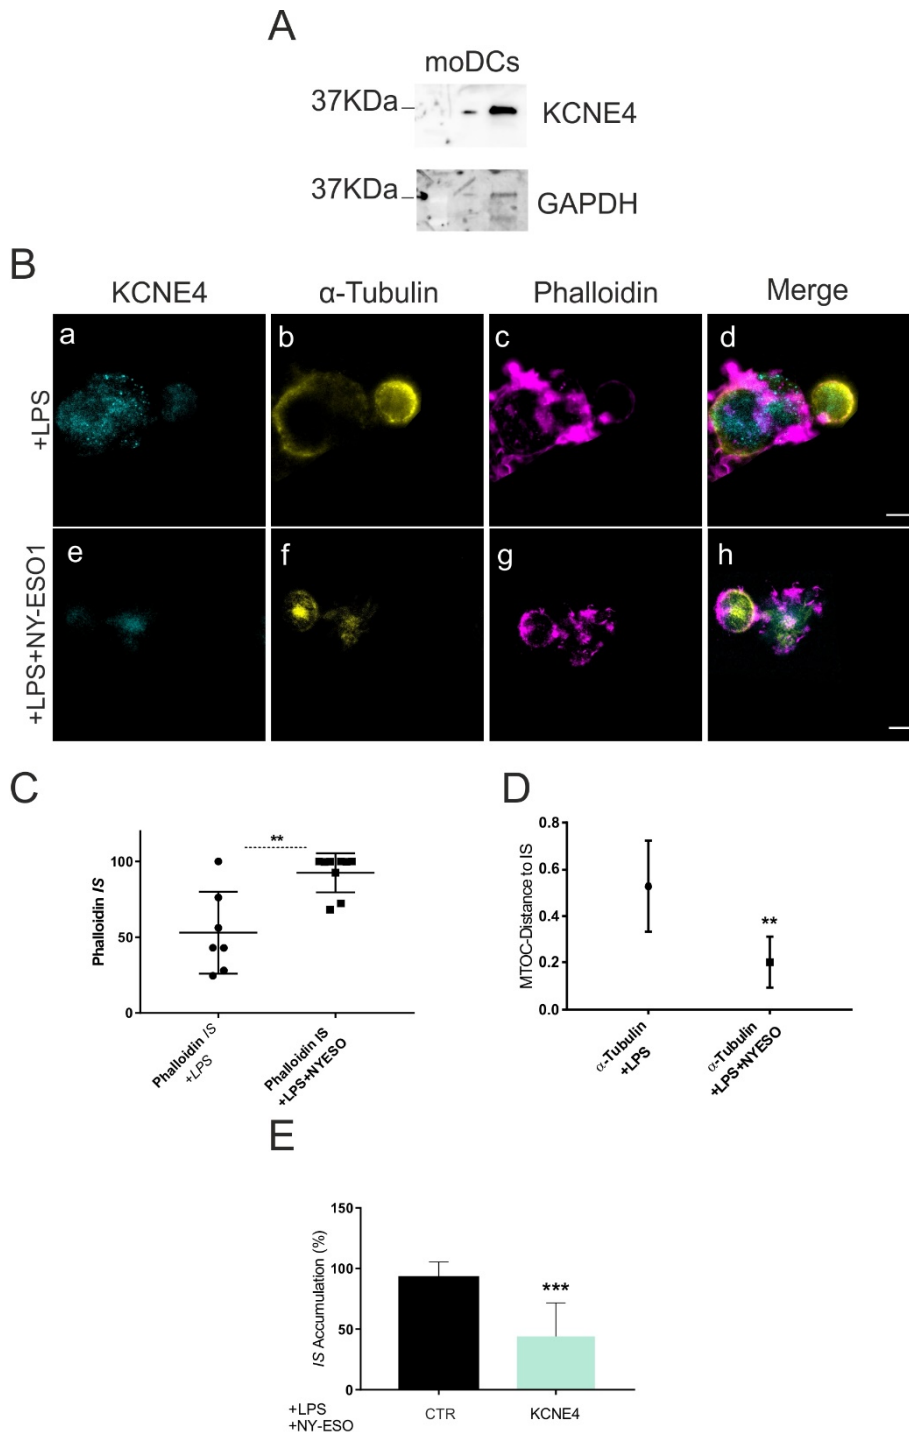 A
moDCs
37KDa
KCNE4
37KDa
GAPDH
B
KCNE4 α-Tubulin Phalloidin Merge
+LPS
a b c d
+LPS+NY-ESO1
e f g h
C
**
Phalloidin IS
100
50
0
Phalloidin IS
+LPS
Phalloidin IS
+LPS+NYESO
D
MTOC-Distance to IS
0.8
0.6
0.4
0.2
0.0
**
α-Tubulin
+LPS
α-Tubulin
+LPS+NYESO
E
IS Accumulation (%)
150
100
50
0
***
+LPS
+NY-ESO
CTR KCNE4